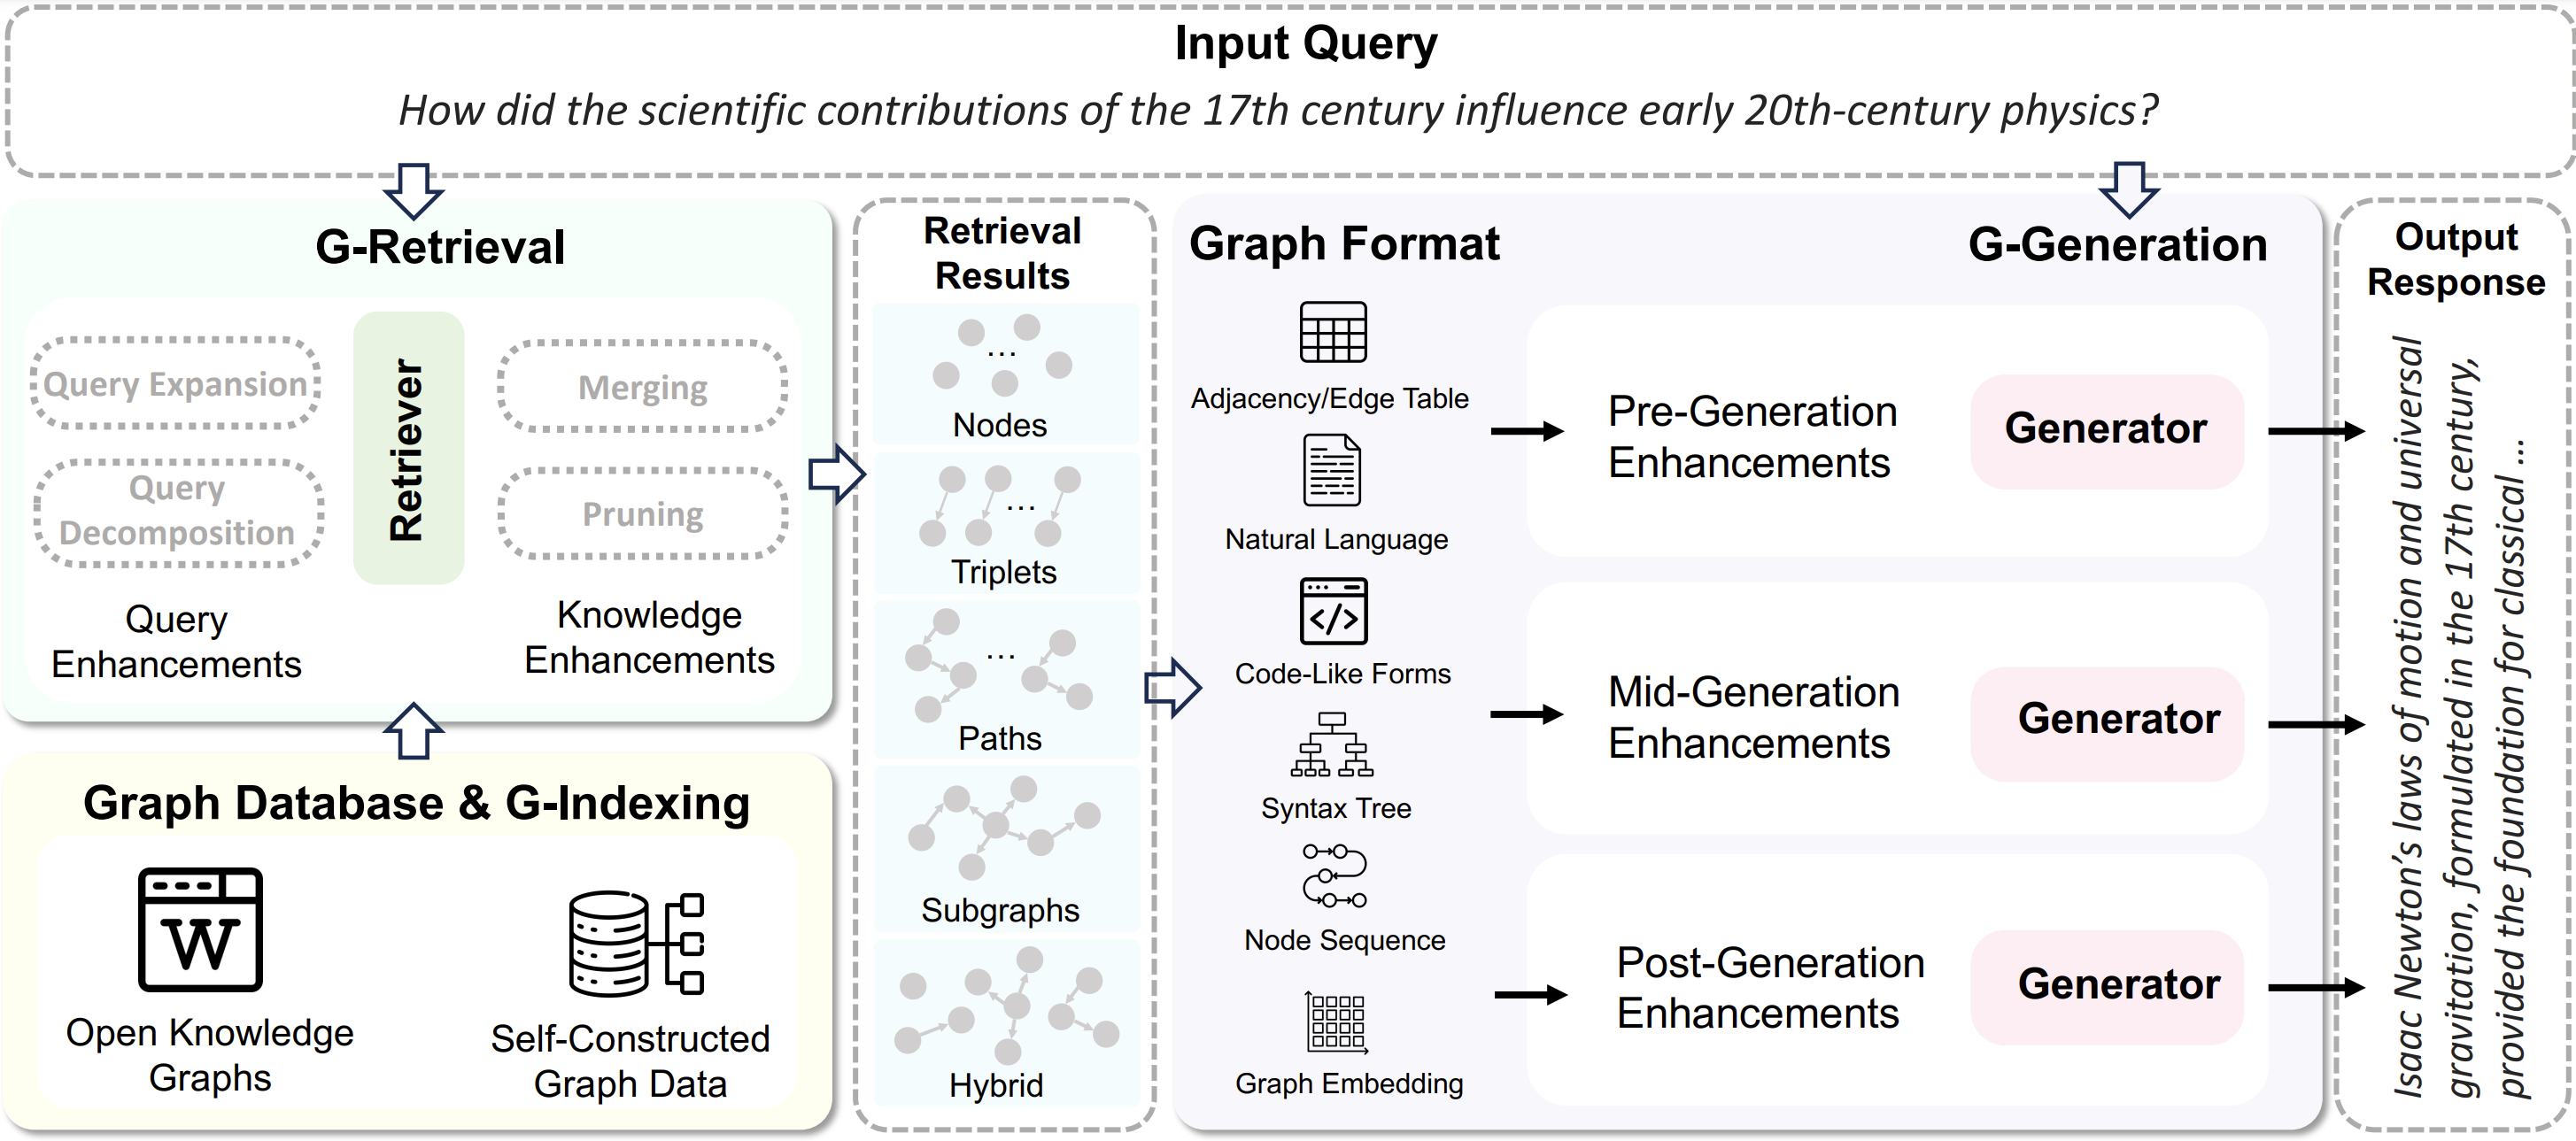 Input Query
How did the scientific contributions of the 17th century influence early 20th-century physics?
G-Retrieval
Query Expansion
Query
Decomposition
Query
Enhancements
Retriever
Merging
Pruning
Knowledge
Enhancements
Graph Database & G-Indexing
W
Open Knowledge
Graphs
Self-Constructed
Graph Data
Retrieval
Results
...
Nodes
...
Triplets
...
Paths
Subgraphs
Hybrid
Graph Format
Adjacency/Edge Table
Natural Language
</>
Code-Like Forms
Syntax Tree
Node Sequence
Graph Embedding
G-Generation
Pre-Generation
Enhancements
Generator
Mid-Generation
Enhancements
Generator
Post-Generation
Enhancements
Generator
Output
Response
Isaac Newton's laws of motion and universal
gravitation, formulated in the 17th century,
provided the foundation for classical ...